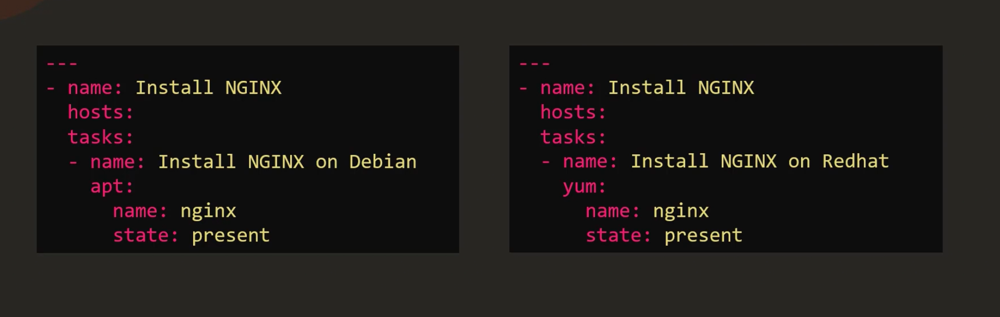 ---
- name: Install NGINX
  hosts:
  tasks:
  - name: Install NGINX on Debian
    apt:
      name: nginx
      state: present
---
- name: Install NGINX
  hosts:
  tasks:
  - name: Install NGINX on Redhat
    yum:
      name: nginx
      state: present